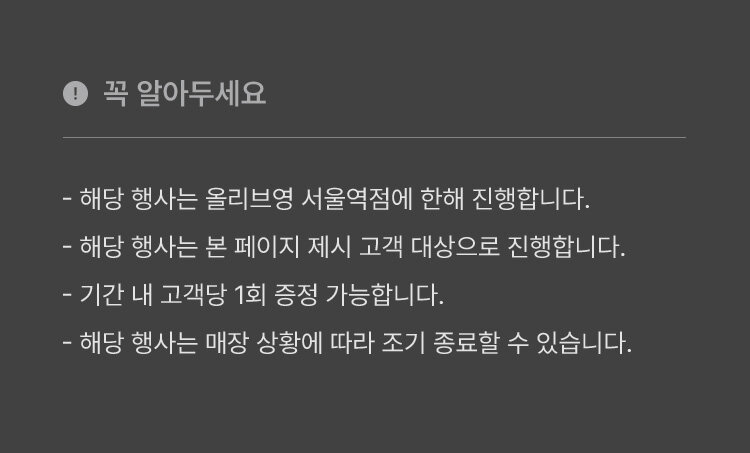 꼭 알아두세요
- 해당 행사는 올리브영 서울역점에 한해 진행합니다.
- 해당 행사는 본 페이지 제시 고객 대상으로 진행합니다.
- 기간 내 고객당 1회 증정 가능합니다.
- 해당 행사는 매장 상황에 따라 조기 종료할 수 있습니다.